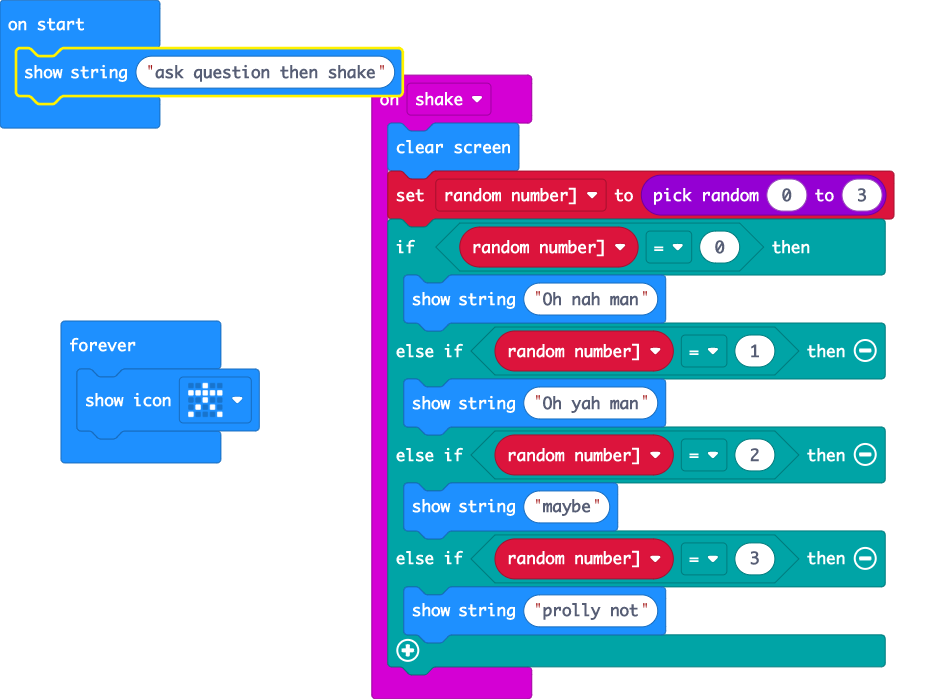 on start
show string "ask question then shake"
on shake
clear screen
set random number] to pick random 0 to 3
if random number] = 0 then
show string "Oh nah man"
else if random number] = 1 then
show string "Oh yah man"
else if random number] = 2 then
show string "maybe"
else if random number] = 3 then
show string "prolly not"
forever
show icon